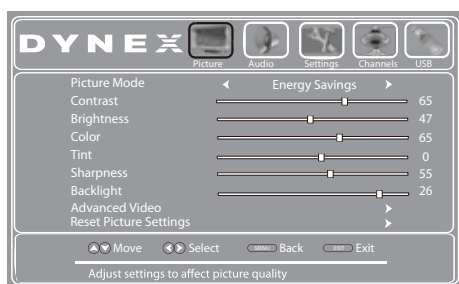 DYNEX
Picture Audio Settings Channels USB
Picture Mode Energy Savings
Contrast 65
Brightness 47
Color 65
Tint 0
Sharpness 55
Backlight 26
Advanced Video
Reset Picture Settings
Move Select MENU Back EXIT Exit
Adjust settings to affect picture quality